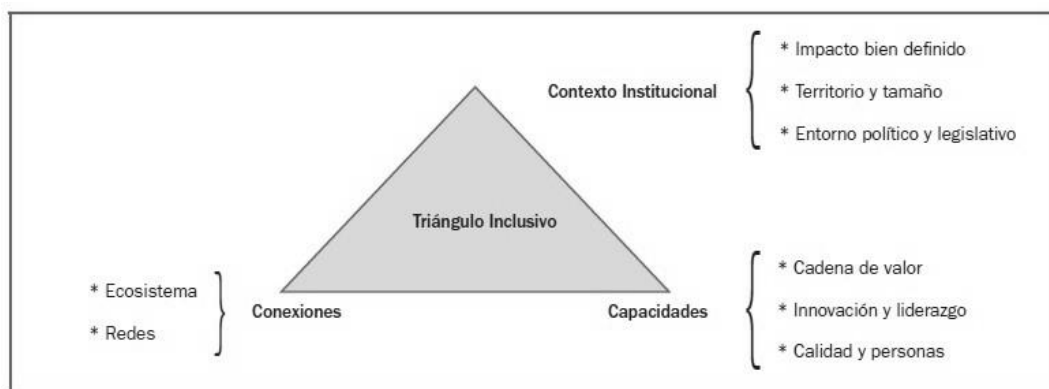 Contexto Institucional
* Impacto bien definido
* Territorio y tamaño
* Entorno político y legislativo
Triángulo Inclusivo
* Ecosistema
* Redes
Conexiones
Capacidades
* Cadena de valor
* Innovación y liderazgo
* Calidad y personas